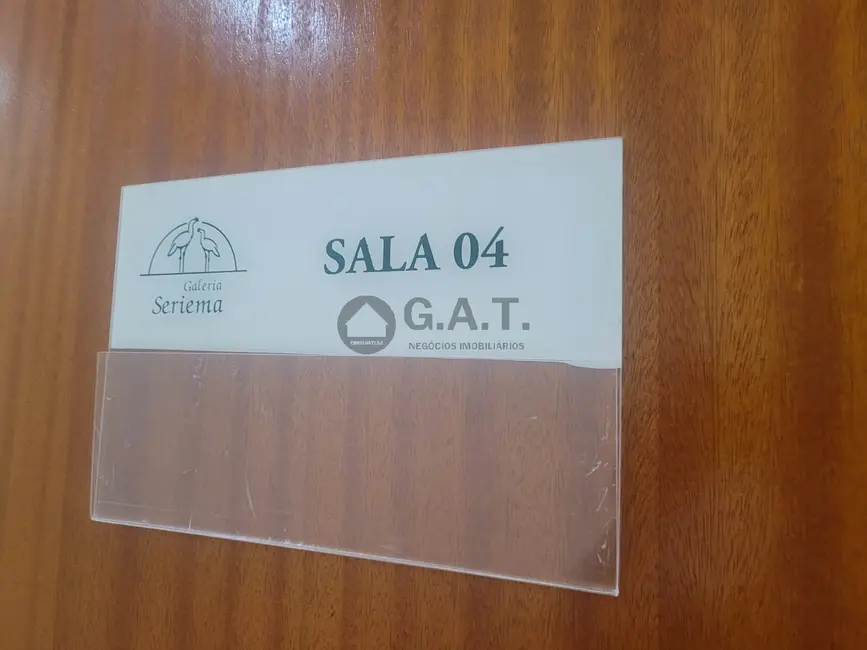 SALA 04
Galeria
Seriema
G.A.T.
NEGÓCIOS IMOBILIÁRIOS